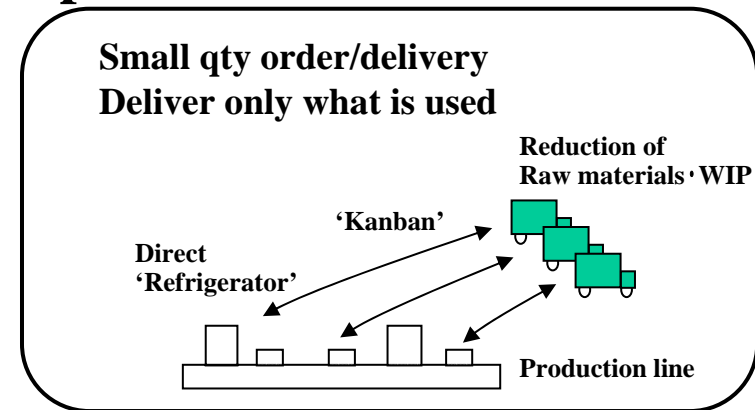 Small qty order/delivery
Deliver only what is used
Reduction of
Raw materials・WIP
‘Kanban’
Direct
‘Refrigerator’
Production line